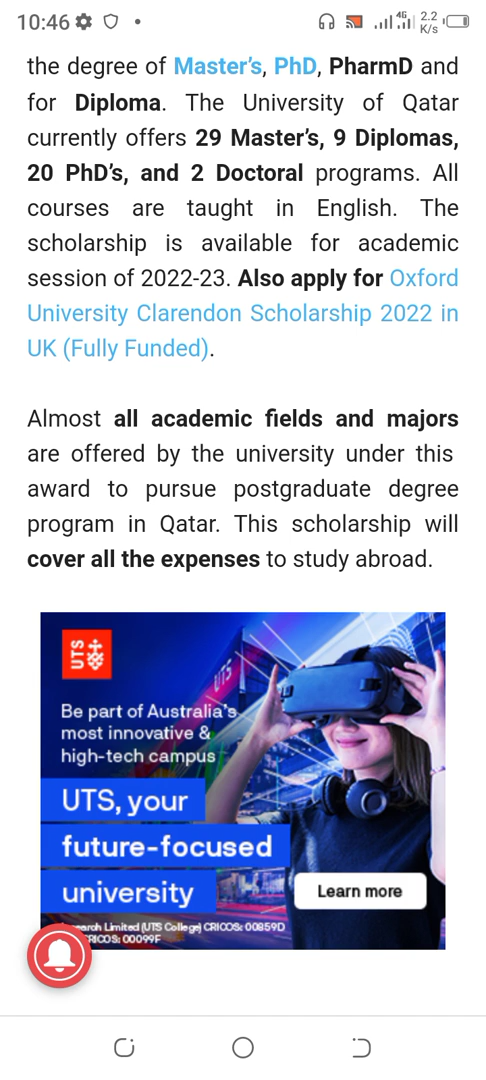 10:46
4G 2.2 K/s
the degree of Master's, PhD, PharmD and
for Diploma. The University of Qatar
currently offers 29 Master's, 9 Diplomas,
20 PhD's, and 2 Doctoral programs. All
courses are taught in English. The
scholarship is available for academic
session of 2022-23. Also apply for Oxford
University Clarendon Scholarship 2022 in
UK (Fully Funded).
Almost all academic fields and majors
are offered by the university under this
award to pursue postgraduate degree
program in Qatar. This scholarship will
cover all the expenses to study abroad.
UTS
UTS
Be part of Australia's
most innovative &
high-tech campus
UTS, your
future-focused
university
Learn more
Limited (UTS College) CRICOS: 00859D
CRICOS: 00099F